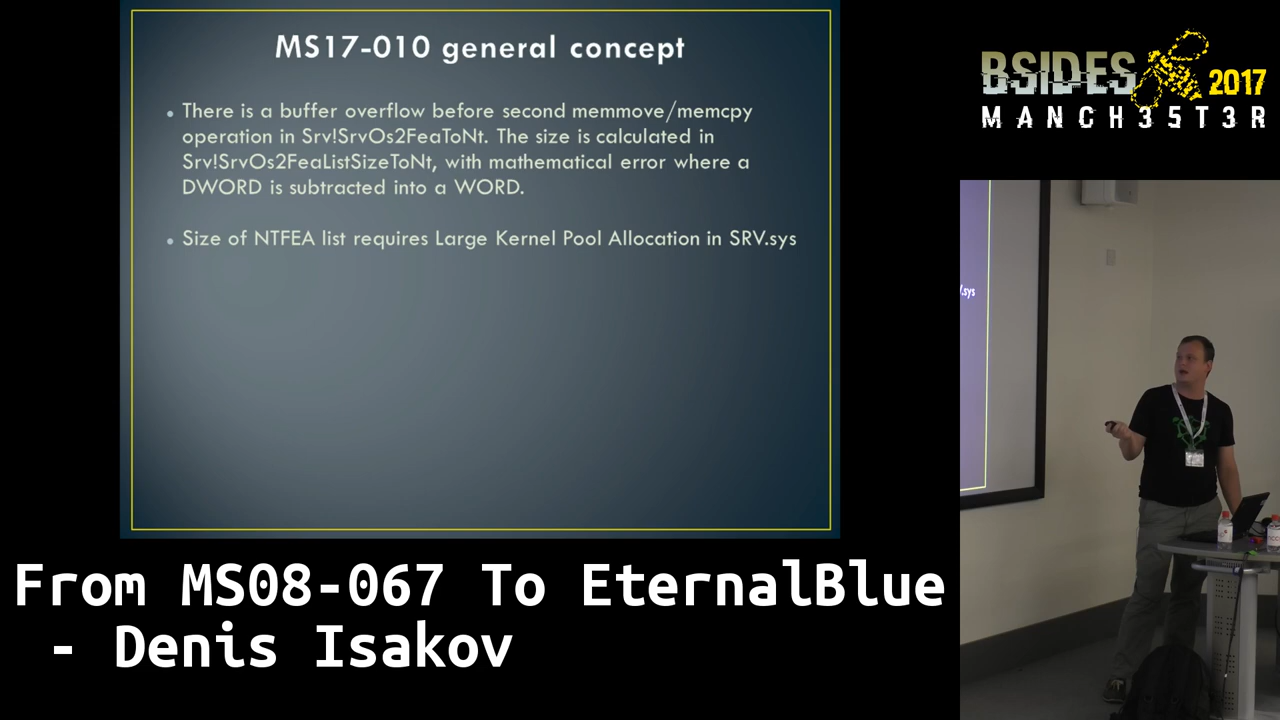 MS17-010 general concept
There is a buffer overflow before second memmove/memcpy
operation in Srv!SrvOs2FeaToNt. The size is calculated in
Srv!SrvOs2FeaListSizeToNt, with mathematical error where a
DWORD is subtracted into a WORD.
Size of NTFEA list requires Large Kernel Pool Allocation in SRV.sys
BSIDES 2017
MANCH35T3R
.sys
From MS08-067 To EternalBlue
- Denis Isakov